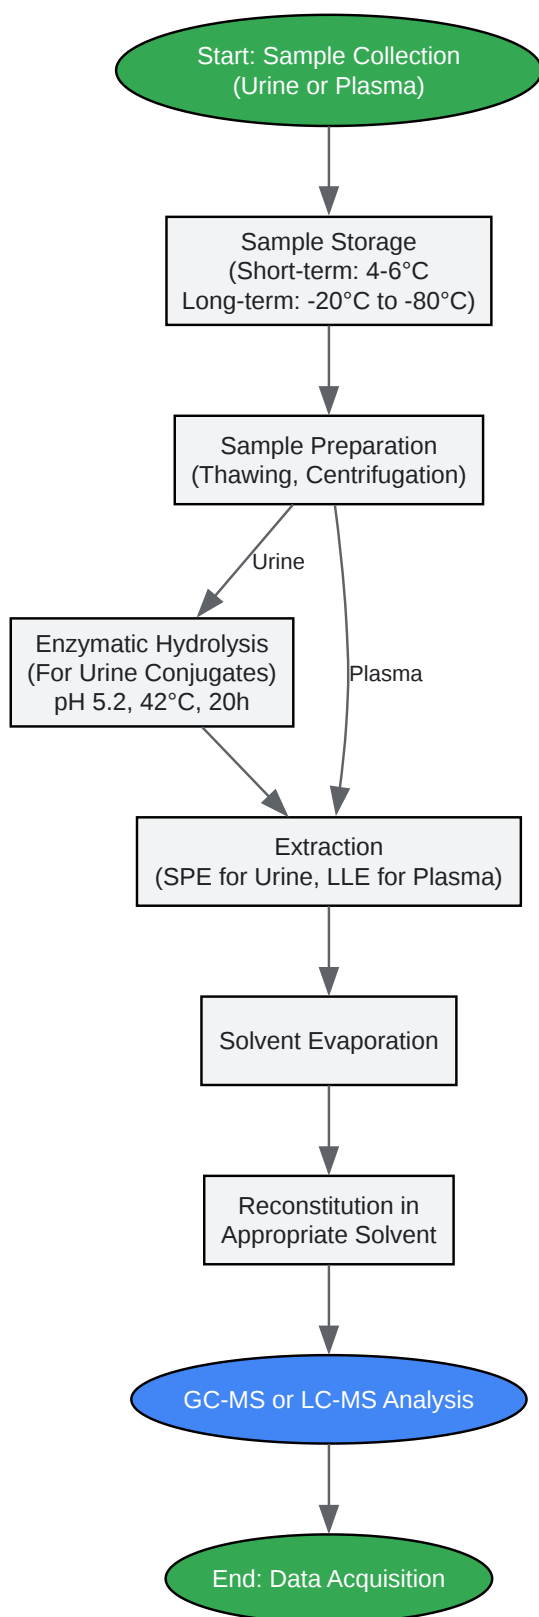 Start: Sample Collection
(Urine or Plasma)
Sample Storage
(Short-term: 4-6°C
Long-term: -20°C to -80°C)
Sample Preparation
(Thawing, Centrifugation)
Urine
Enzymatic Hydrolysis
(For Urine Conjugates)
pH 5.2, 42°C, 20h
Plasma
Extraction
(SPE for Urine, LLE for Plasma)
Solvent Evaporation
Reconstitution in
Appropriate Solvent
GC-MS or LC-MS Analysis
End: Data Acquisition